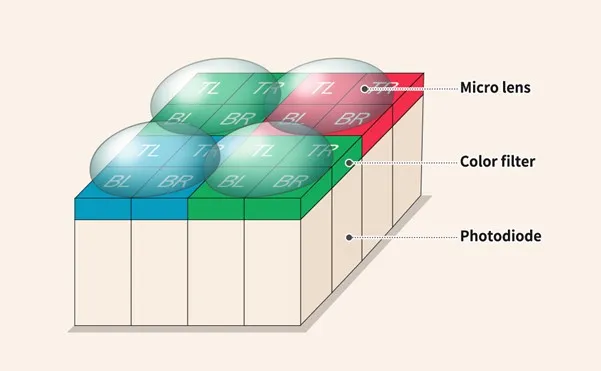 TL TR TL TR
BL BR BL BR
TL TR TL TR
BL BR BL BR
Micro lens
Color filter
Photodiode